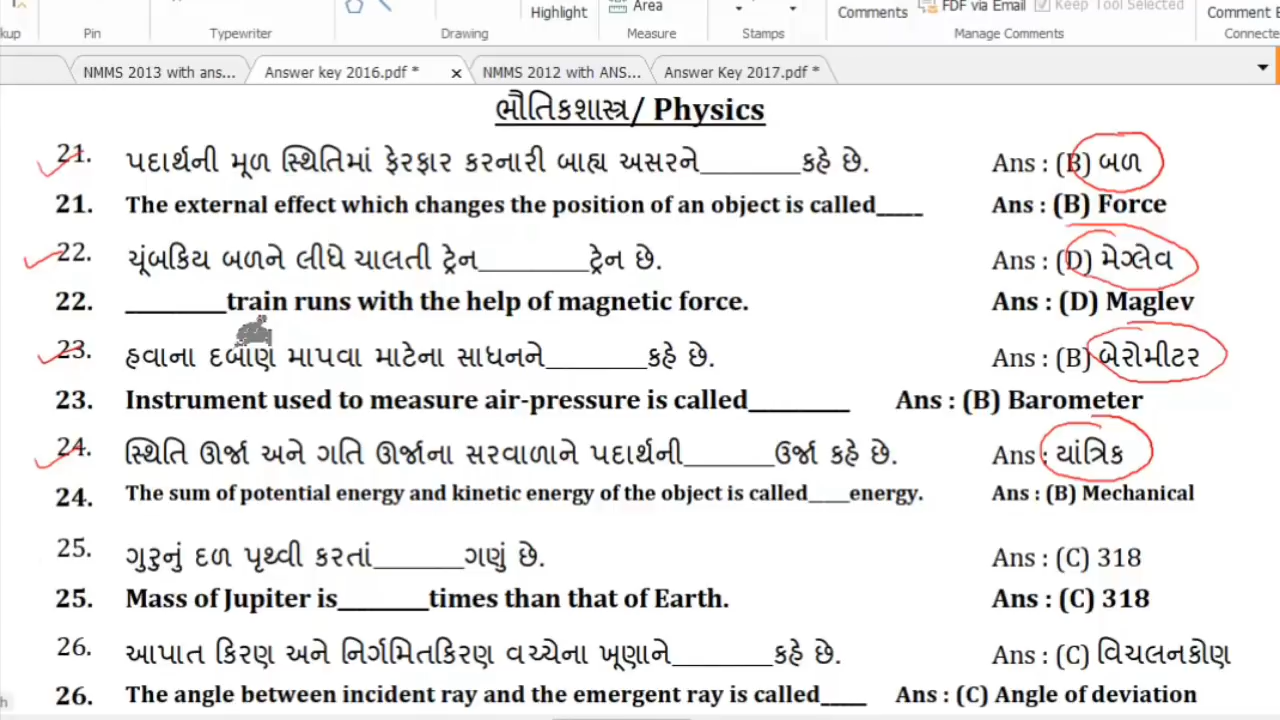 Highlight Area Comments FDF via Email Keep Tool Selected Comment
Pin Typewriter Drawing Measure Stamps Manage Comments
NMMS 2013 with ans... Answer key 2016.pdf * × NMMS 2012 with ANS... Answer Key 2017.pdf *
ભૌતિકશાસ્ત્ર/ Physics
21. પદાર્થની મૂળ સ્થિતિમાં ફેરફાર કરનારી બાહ્ય અસરને_______કહે છે. Ans : (B) બળ
21. The external effect which changes the position of an object is called____ Ans : (B) Force
22. ચૂંબકિય બળને લીધે ચાલતી ટ્રેન________ટ્રેન છે. Ans : (D) મેગ્લેવ
22. ________train runs with the help of magnetic force. Ans : (D) Maglev
23. હવાના દબાણ માપવા માટેના સાધનને_______કહે છે. Ans : (B) બેરોમીટર
23. Instrument used to measure air-pressure is called________ Ans : (B) Barometer
24. સ્થિતિ ઊર્જા અને ગતિ ઊર્જાના સરવાળાને પદાર્થની______ઉર્જા કહે છે. Ans : યાંત્રિક
24. The sum of potential energy and kinetic energy of the object is called____energy. Ans : (B) Mechanical
25. ગુરુનું દળ પૃથ્વી કરતાં_______ગણું છે. Ans : (C) 318
25. Mass of Jupiter is_______times than that of Earth. Ans : (C) 318
26. આપાત કિરણ અને નિર્ગમિતકિરણ વચ્ચેના ખૂણાને_______કહે છે. Ans : (C) વિચલનકોણ
26. The angle between incident ray and the emergent ray is called____ Ans : (C) Angle of deviation